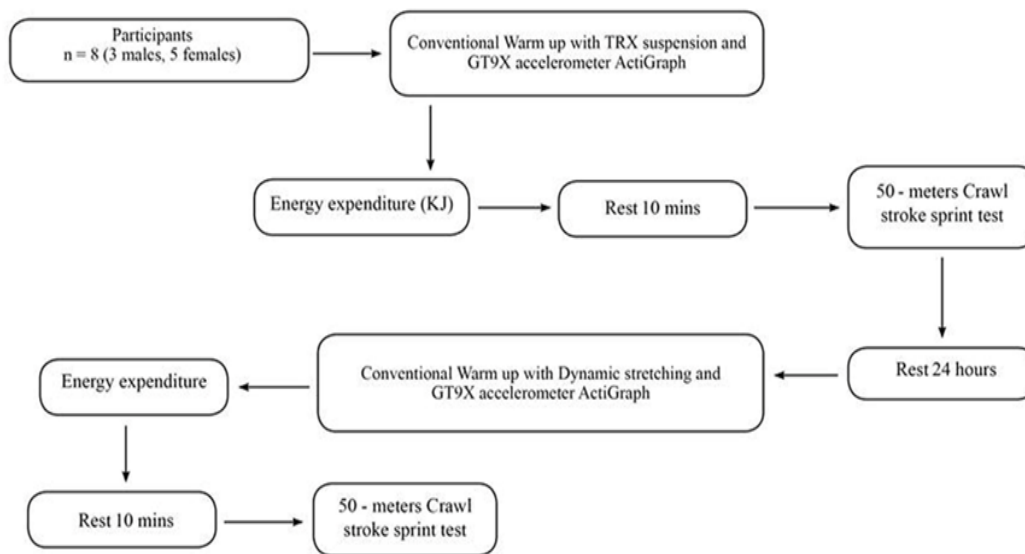 Participants
n = 8 (3 males, 5 females)
Conventional Warm up with TRX suspension and
GT9X accelerometer ActiGraph
Energy expenditure (KJ)
Rest 10 mins
50 - meters Crawl
stroke sprint test
Rest 24 hours
Conventional Warm up with Dynamic stretching and
GT9X accelerometer ActiGraph
Energy expenditure
Rest 10 mins
50 - meters Crawl
stroke sprint test